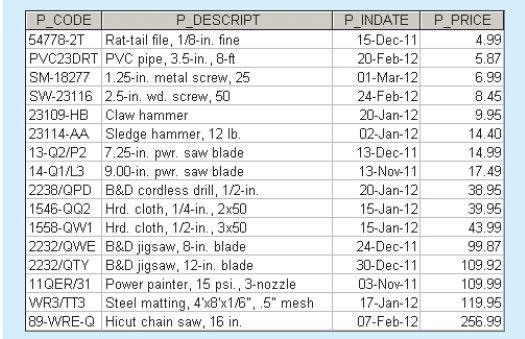 P_CODE P_DESCRIPT P_INDATE P_PRICE
54778-2T Rat-tail file, 1/8-in. fine 15-Dec-11 4.99
PVC23DRT PVC pipe, 3.5-in., 8-ft 20-Feb-12 5.87
SM-18277 1.25-in. metal screw, 25 01-Mar-12 6.99
SW-23116 2.5-in. wd. screw, 50 24-Feb-12 8.45
23109-HB Claw hammer 20-Jan-12 9.95
23114-AA Sledge hammer, 12 lb. 02-Jan-12 14.40
13-Q2/P2 7.25-in. pwr. saw blade 13-Dec-11 14.99
14-Q1/L3 9.00-in. pwr. saw blade 13-Nov-11 17.49
2238/QPD B&D cordless drill, 1/2-in. 20-Jan-12 38.95
1546-QQ2 Hrd. cloth, 1/4-in., 2x50 15-Jan-12 39.95
1558-QW1 Hrd. cloth, 1/2-in., 3x50 15-Jan-12 43.99
2232/QWE B&D jigsaw, 8-in. blade 24-Dec-11 99.87
2232/QTY B&D jigsaw, 12-in. blade 30-Dec-11 109.92
11QER/31 Power painter, 15 psi., 3-nozzle 03-Nov-11 109.99
WR3/TT3 Steel matting, 4'x8'x1/6", .5" mesh 17-Jan-12 119.95
89-WRE-Q Hicut chain saw, 16 in. 07-Feb-12 256.99